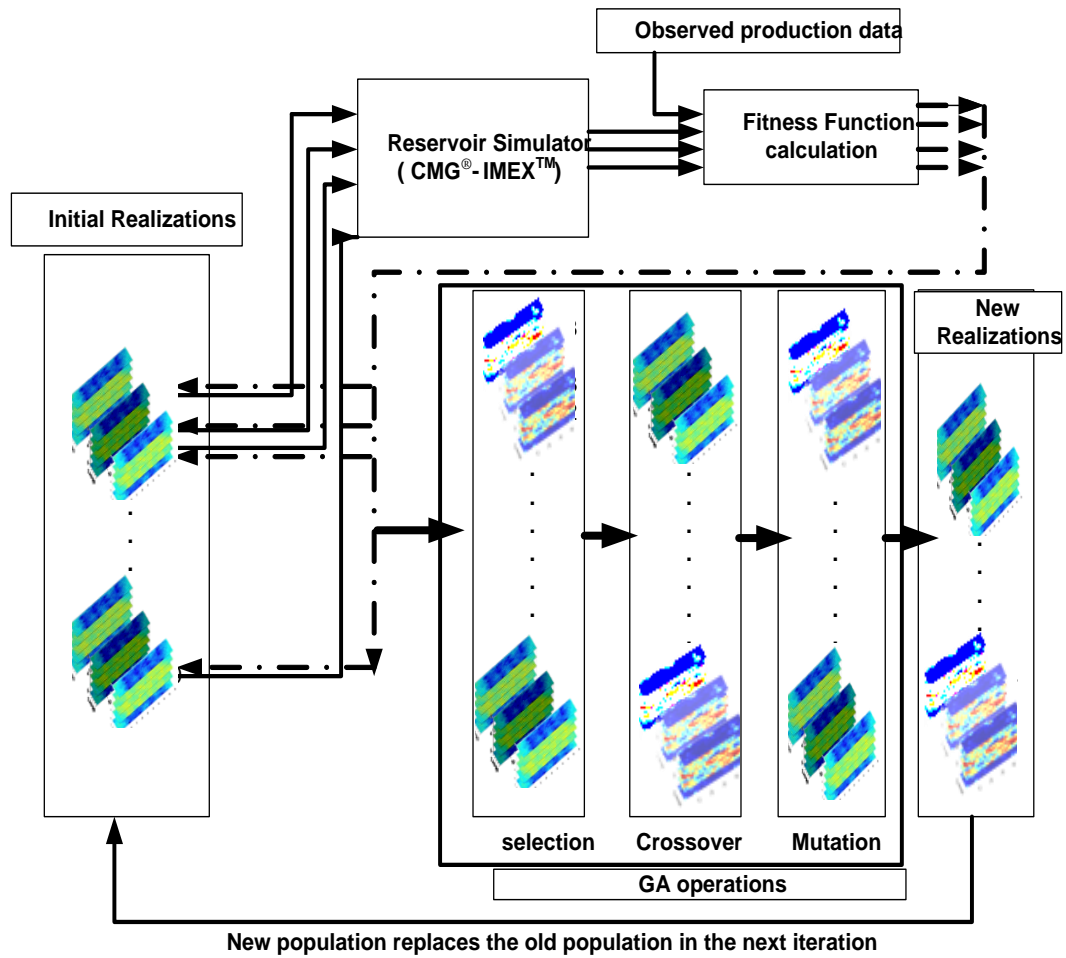 Observed production data
Reservoir Simulator
( CMG®- IMEX™)
Fitness Function
calculation
Initial Realizations
New
Realizations
selection
Crossover
Mutation
GA operations
New population replaces the old population in the next iteration